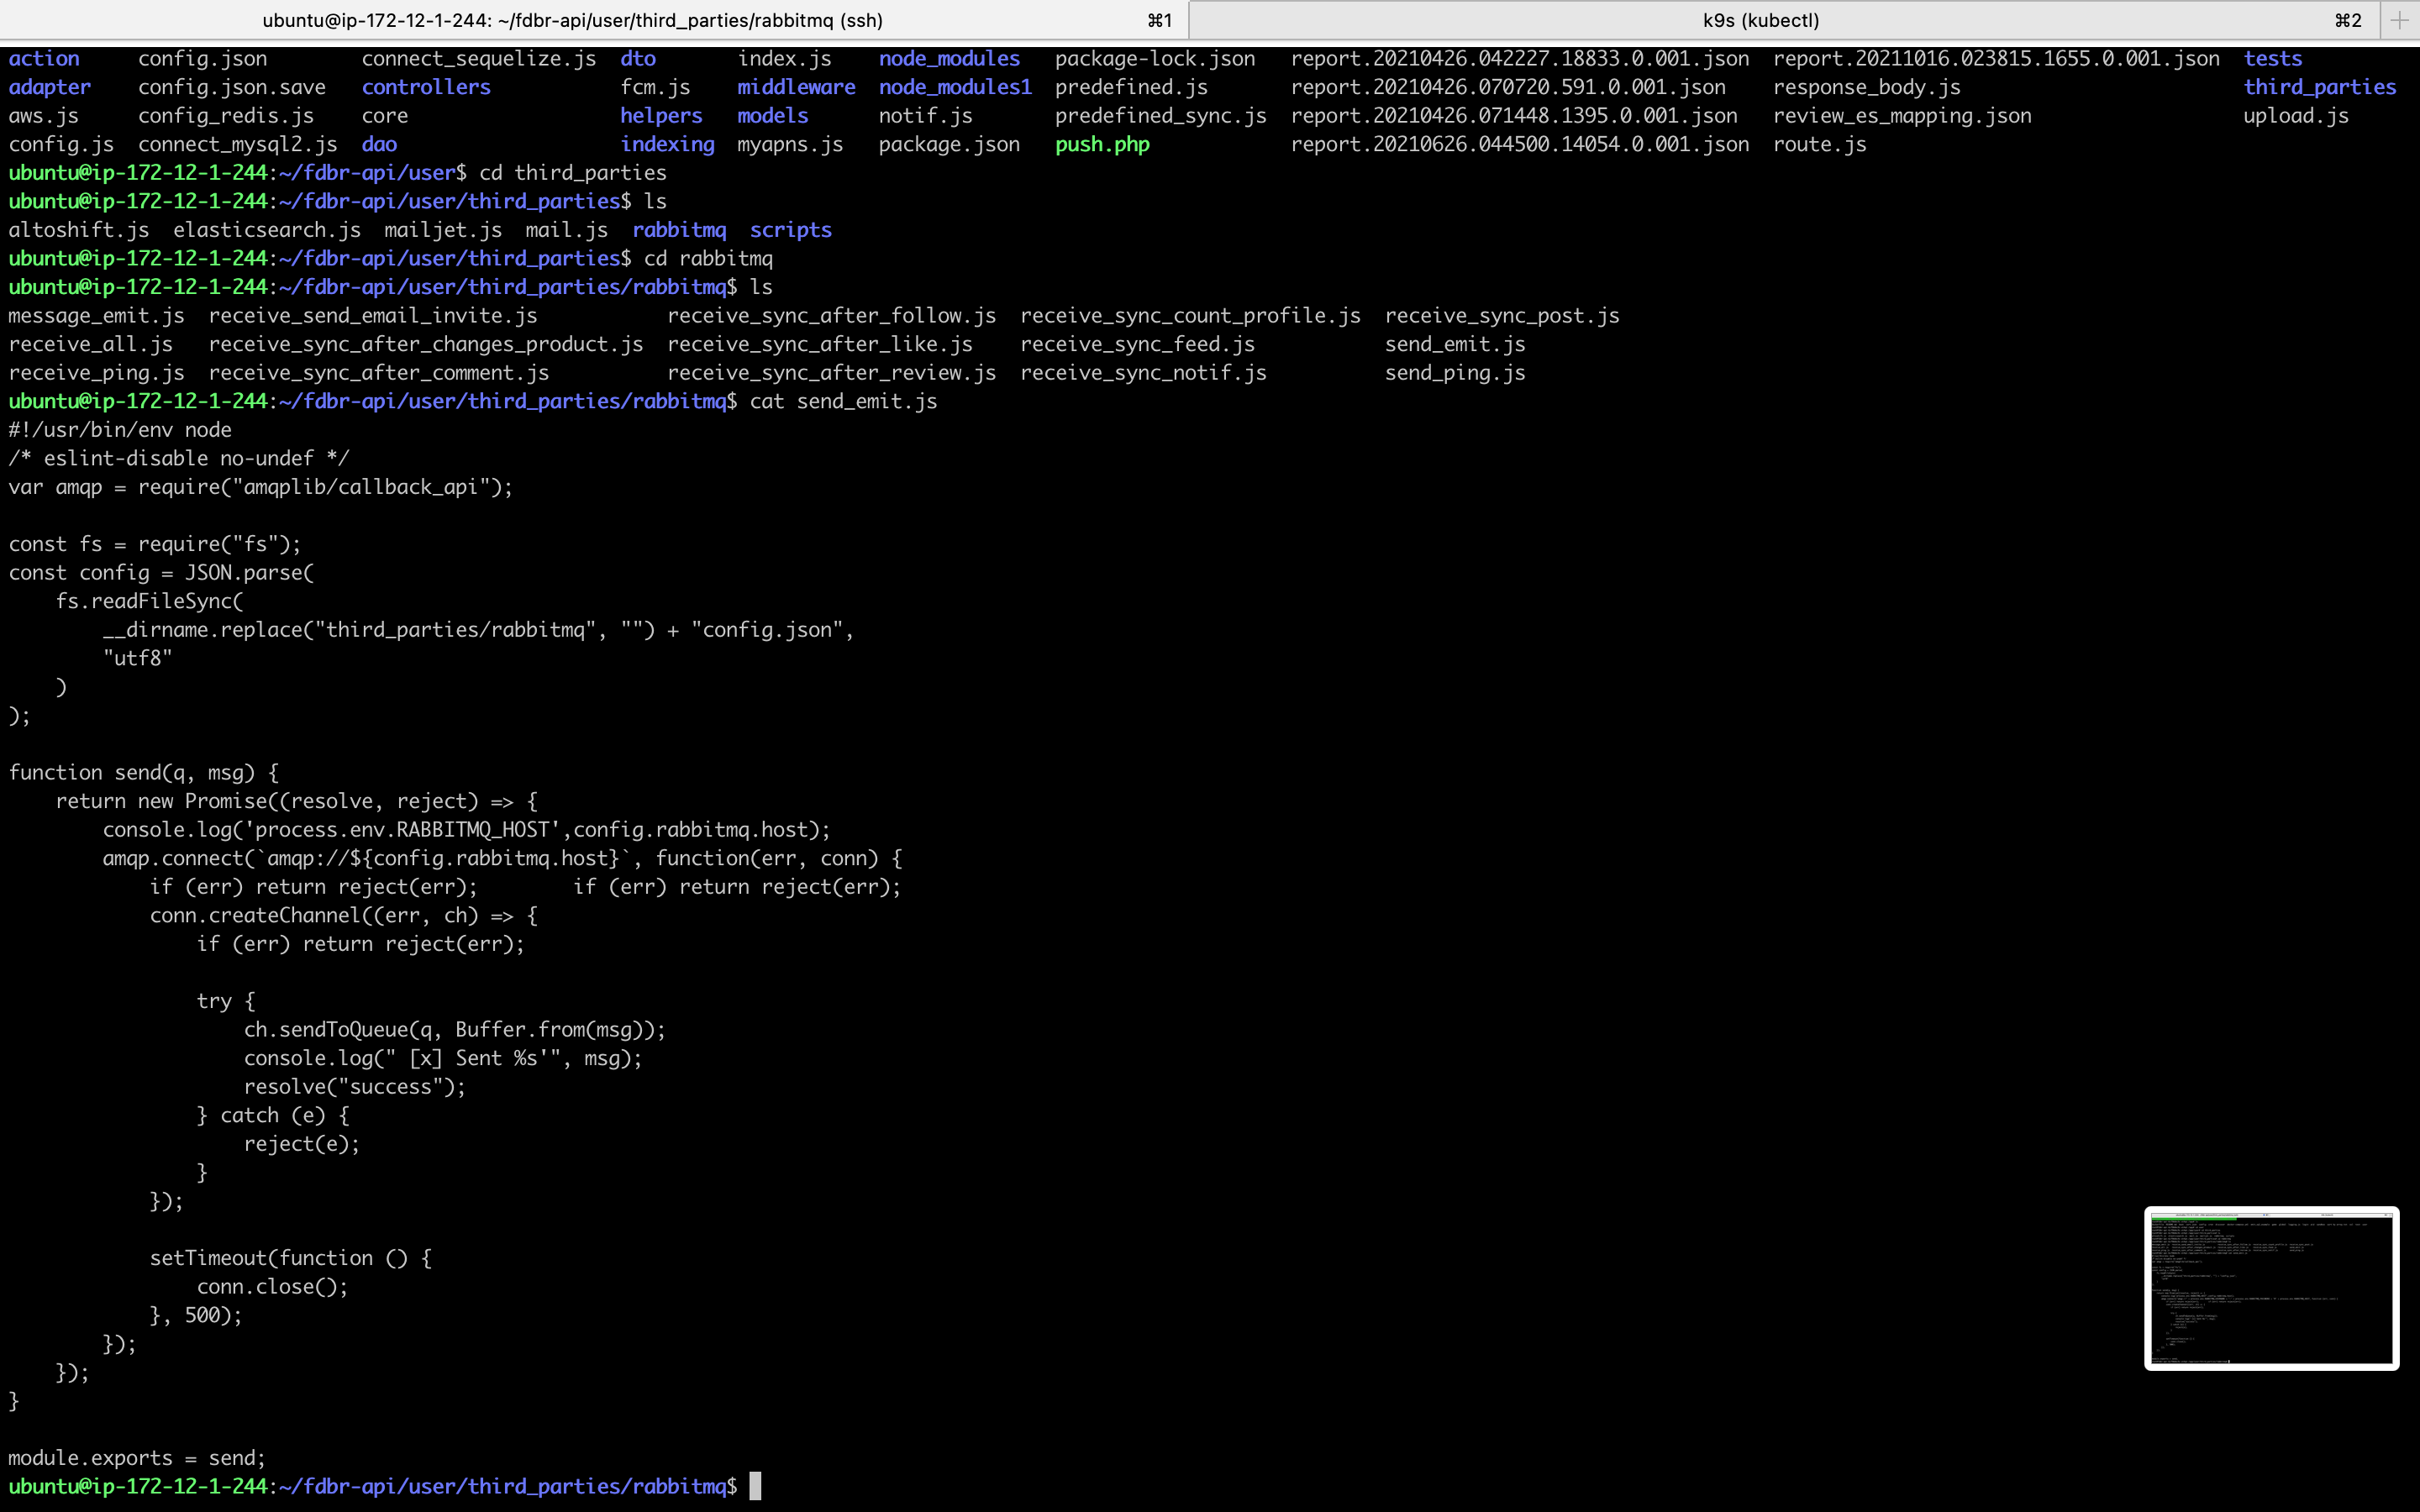 ubuntu@ip-172-12-1-244: ~/fdbr-api/user/third_parties/rabbitmq (ssh) ⌘1 k9s (kubectl) ⌘2 +
action config.json connect_sequelize.js dto index.js node_modules package-lock.json report.20210426.042227.18833.0.001.json report.20211016.023815.1655.0.001.json tests
adapter config.json.save controllers fcm.js middleware node_modules1 predefined.js report.20210426.070720.591.0.001.json response_body.js third_parties
aws.js config_redis.js core helpers models notif.js predefined_sync.js report.20210426.071448.1395.0.001.json review_es_mapping.json upload.js
config.js connect_mysql2.js dao indexing myapns.js package.json push.php report.20210626.044500.14054.0.001.json route.js
ubuntu@ip-172-12-1-244:~/fdbr-api/user$ cd third_parties
ubuntu@ip-172-12-1-244:~/fdbr-api/user/third_parties$ ls
altoshift.js elasticsearch.js mailjet.js mail.js rabbitmq scripts
ubuntu@ip-172-12-1-244:~/fdbr-api/user/third_parties$ cd rabbitmq
ubuntu@ip-172-12-1-244:~/fdbr-api/user/third_parties/rabbitmq$ ls
message_emit.js receive_send_email_invite.js receive_sync_after_follow.js receive_sync_count_profile.js receive_sync_post.js
receive_all.js receive_sync_after_changes_product.js receive_sync_after_like.js receive_sync_feed.js send_emit.js
receive_ping.js receive_sync_after_comment.js receive_sync_after_review.js receive_sync_notif.js send_ping.js
ubuntu@ip-172-12-1-244:~/fdbr-api/user/third_parties/rabbitmq$ cat send_emit.js
#!/usr/bin/env node
/* eslint-disable no-undef */
var amqp = require("amqplib/callback_api");
const fs = require("fs");
const config = JSON.parse(
fs.readFileSync(
__dirname.replace("third_parties/rabbitmq", "") + "config.json",
"utf8"
)
);
function send(q, msg) {
return new Promise((resolve, reject) => {
console.log('process.env.RABBITMQ_HOST',config.rabbitmq.host);
amqp.connect(`amqp://${config.rabbitmq.host}`, function(err, conn) {
if (err) return reject(err); if (err) return reject(err);
conn.createChannel((err, ch) => {
if (err) return reject(err);
try {
ch.sendToQueue(q, Buffer.from(msg));
console.log(" [x] Sent %s'", msg);
resolve("success");
} catch (e) {
reject(e);
}
});
setTimeout(function () {
conn.close();
}, 500);
});
});
}
module.exports = send;
ubuntu@ip-172-12-1-244:~/fdbr-api/user/third_parties/rabbitmq$